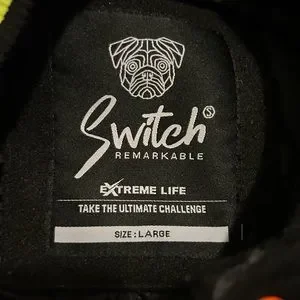 Switch S
REMARKABLE
EXTREME LIFE
TAKE THE ULTIMATE CHALLENGE
SIZE : LARGE